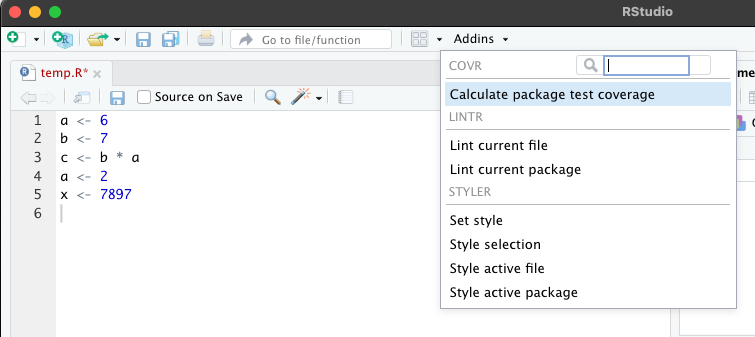 RStudio
Go to file/function
Addins
temp.R*
Source on Save
1 a <- 6
2 b <- 7
3 c <- b * a
4 a <- 2
5 x <- 7897
6
COVR
Calculate package test coverage
LINTR
Lint current file
Lint current package
STYLER
Set style
Style selection
Style active file
Style active package